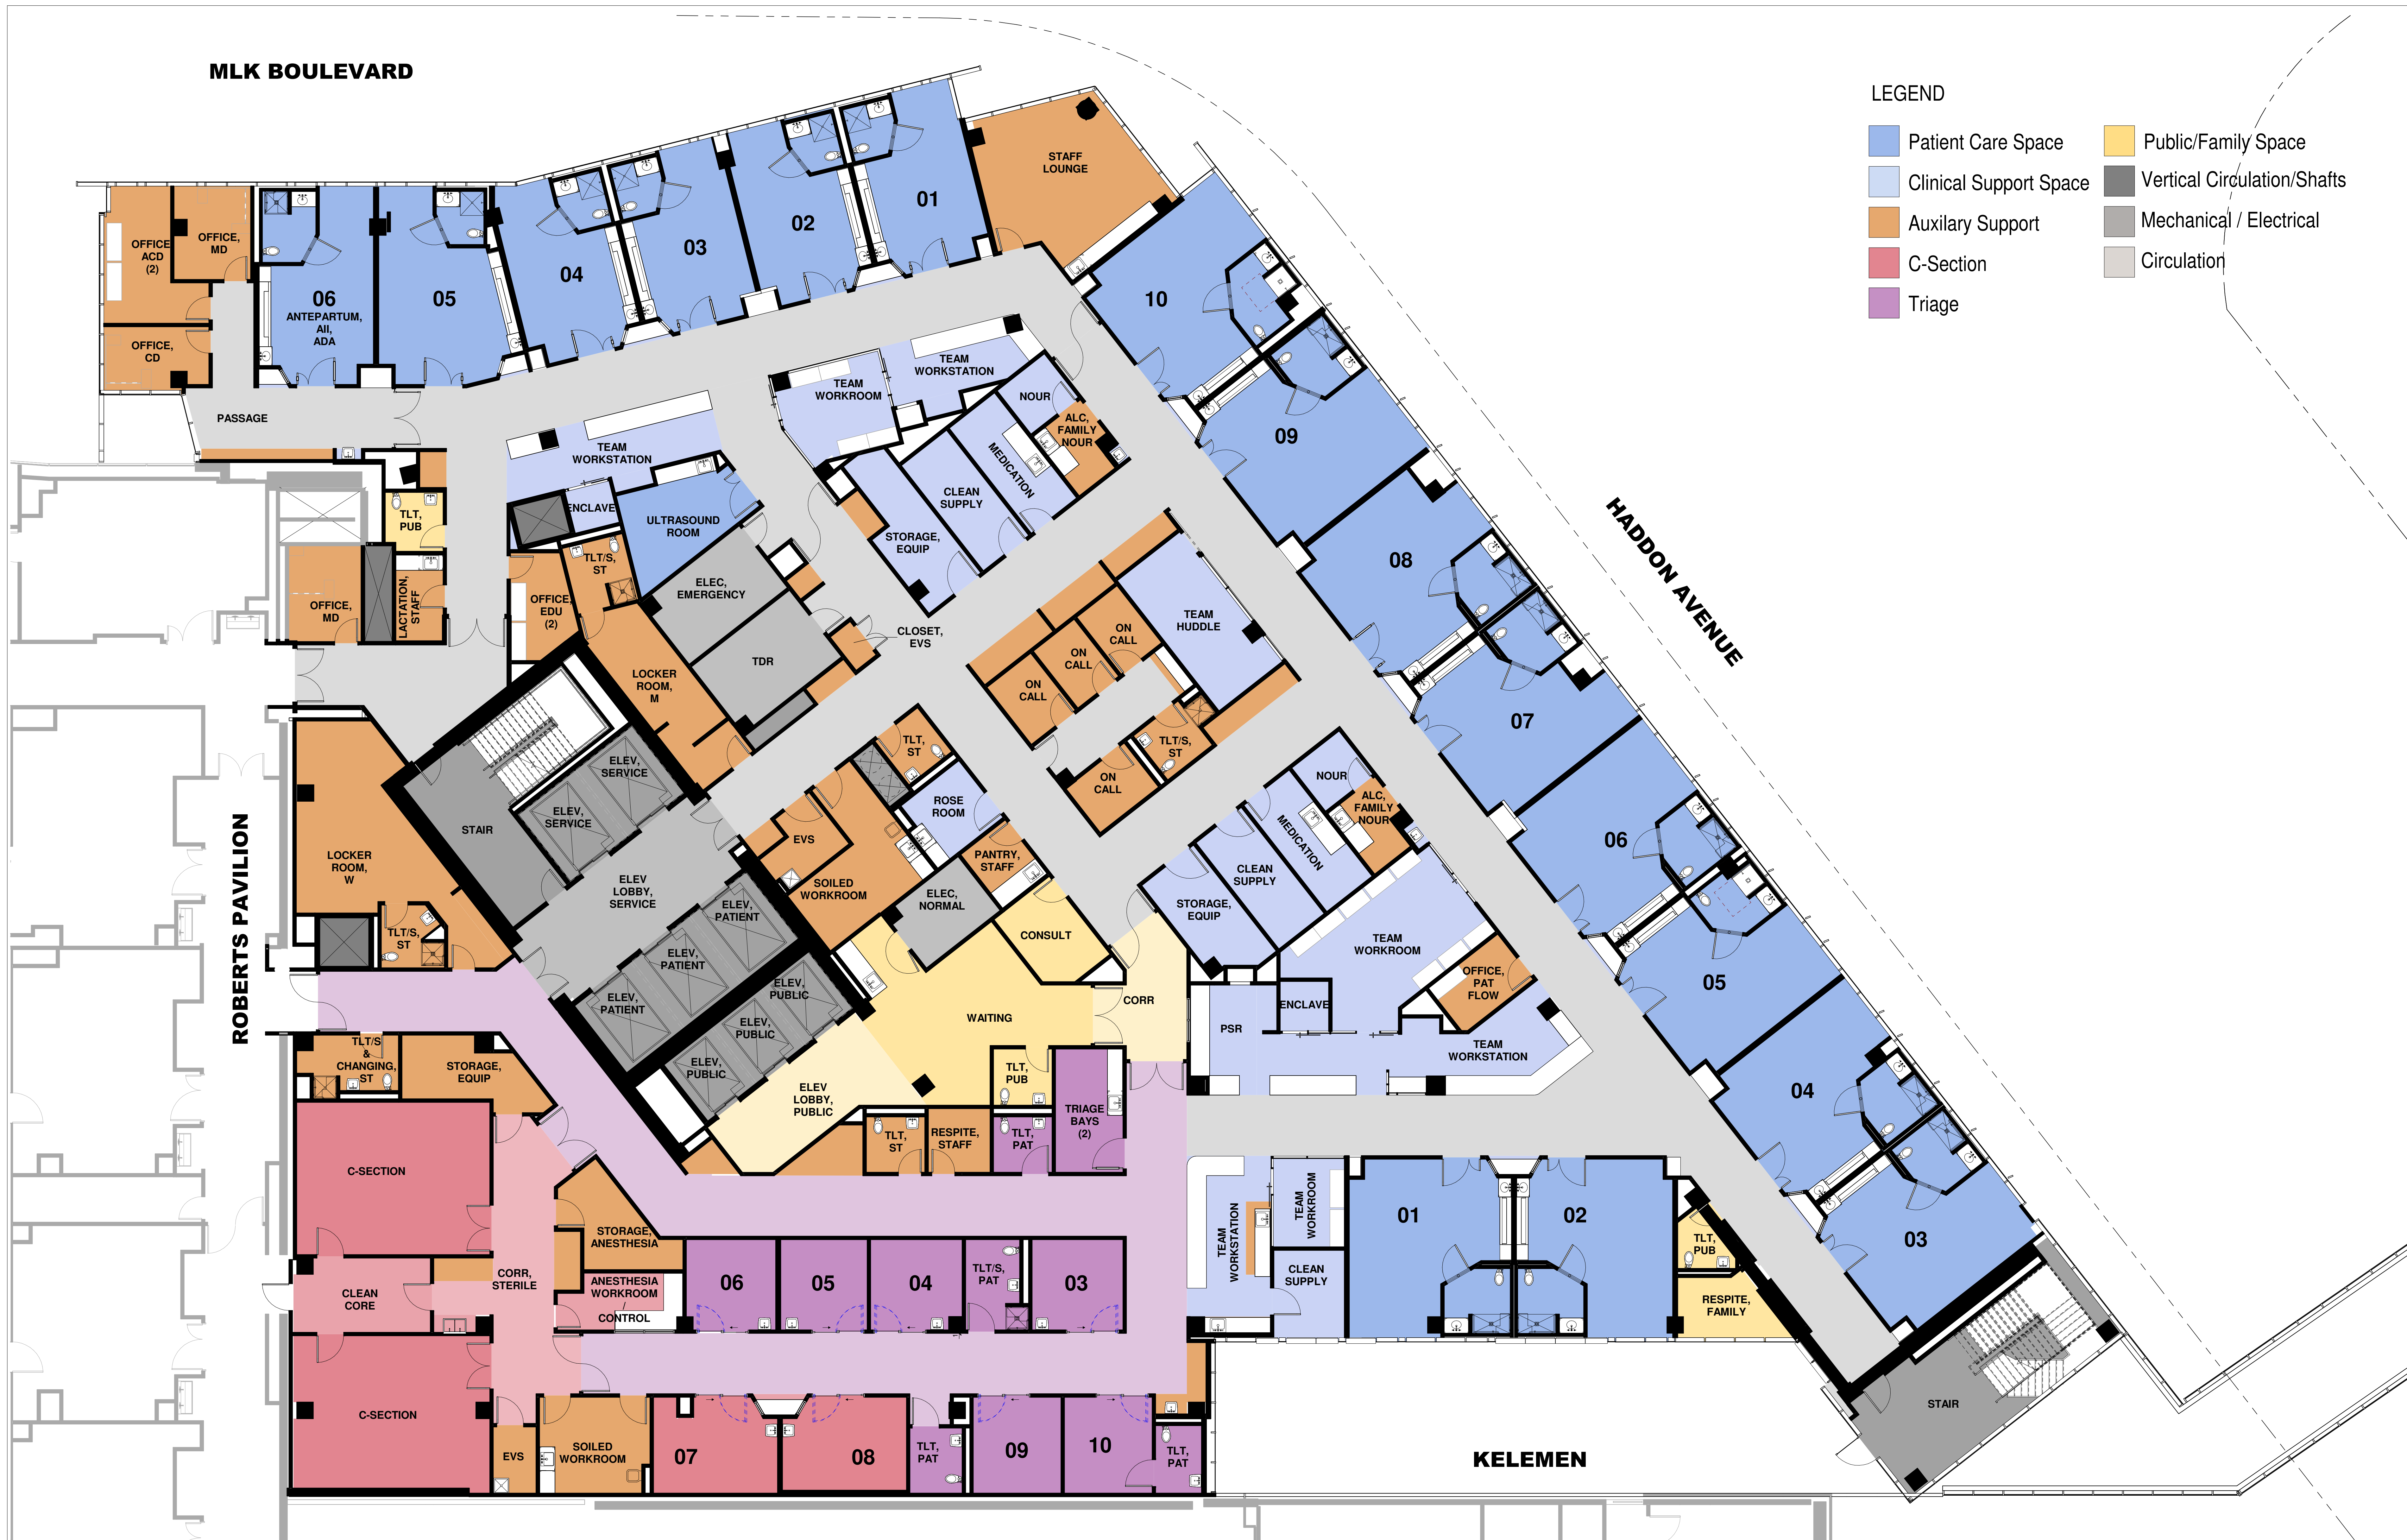 MLK BOULEVARD
LEGEND
Patient Care Space
Clinical Support Space
Auxilary Support
C-Section
Triage
Public/Family Space
Vertical Circulation/Shafts
Mechanical / Electrical
Circulation
STAFF
LOUNGE
01
02
03
04
05
06
ANTEPARTUM,
AII,
ADA
OFFICE
ACD
(2)
OFFICE,
MD
OFFICE,
CD
PASSAGE
10
09
08
07
06
05
04
03
HADDON AVENUE
TEAM
WORKSTATION
TEAM
WORKROOM
NOUR
ALC,
FAMILY
NOUR
MEDICATION
CLEAN
SUPPLY
STORAGE,
EQUIP
TEAM
WORKSTATION
ENCLAVE
ULTRASOUND
ROOM
TLT,
PUB
TLT/S,
ST
ELEC,
EMERGENCY
OFFICE,
MD
LACTATION,
STAFF
OFFICE,
EDU
(2)
CLOSET,
EVS
TDR
LOCKER
ROOM,
M
TEAM
HUDDLE
ON
CALL
ON
CALL
ON
CALL
ON
CALL
TLT/S,
ST
TLT,
ST
ELEV,
SERVICE
ELEV,
SERVICE
STAIR
ROSE
ROOM
EVS
PANTRY,
STAFF
SOILED
WORKROOM
ELEC,
NORMAL
CONSULT
LOCKER
ROOM,
W
ELEV
LOBBY,
SERVICE
ELEV,
PATIENT
ELEV,
PATIENT
ELEV,
PATIENT
TLT/S,
ST
ROBERTS PAVILION
ELEV,
PUBLIC
ELEV,
PUBLIC
ELEV,
PUBLIC
WAITING
CORR
NOUR
ALC,
FAMILY
NOUR
MEDICATION
CLEAN
SUPPLY
STORAGE,
EQUIP
TEAM
WORKROOM
OFFICE,
PAT
FLOW
ENCLAVE
PSR
TEAM
WORKSTATION
TLT/S
&
CHANGING,
ST
STORAGE,
EQUIP
ELEV
LOBBY,
PUBLIC
TLT,
PUB
TRIAGE
BAYS
(2)
TLT,
ST
RESPITE,
STAFF
TLT,
PAT
C-SECTION
STORAGE,
ANESTHESIA
CORR,
STERILE
CLEAN
CORE
ANESTHESIA
WORKROOM
/
CONTROL
06
05
04
TLT/S,
PAT
03
TEAM
WORKSTATION
TEAM
WORKROOM
CLEAN
SUPPLY
01
02
TLT,
PUB
RESPITE,
FAMILY
C-SECTION
EVS
SOILED
WORKROOM
07
08
TLT,
PAT
09
10
TLT,
PAT
KELEMEN
STAIR